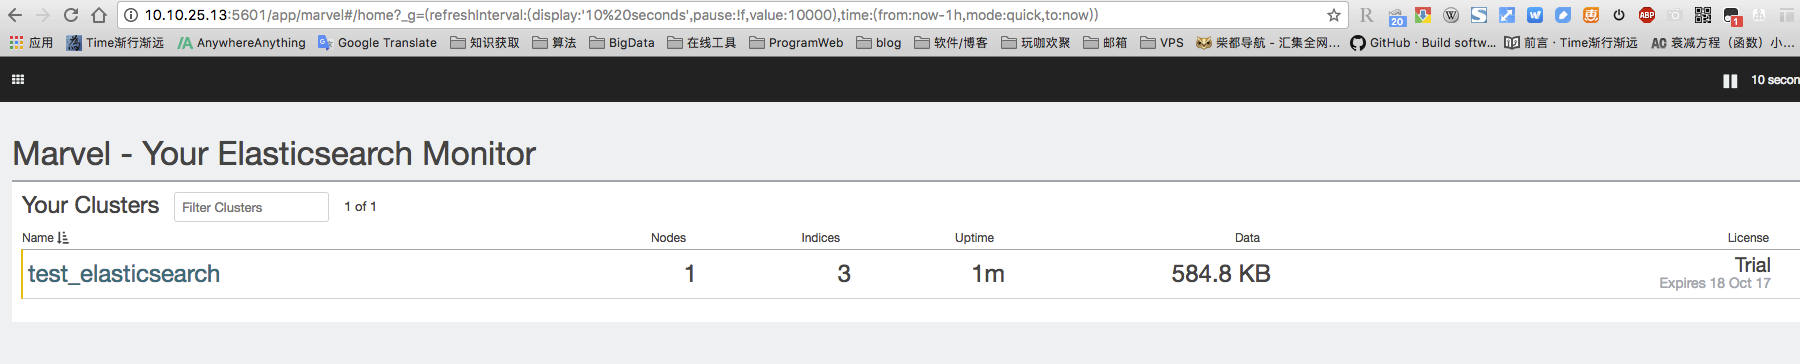 10.10.25.13:5601/app/marvel#/home?_g=(refreshInterval:(display:'10%20seconds',pause:!f,value:10000),time:(from:now-1h,mode:quick,to:now))
20
ABP
1
应用 Time渐行渐远 AnywhereAnything Google Translate 知识获取 算法 BigData 在线工具 ProgramWeb blog 软件/博客 玩咖欢聚 邮箱 VPS 柴都导航 - 汇集全网... GitHub · Build softw... 前言 · Time渐行渐远 AC 衰减方程（函数）小...
10 secon
Marvel - Your Elasticsearch Monitor
Your Clusters Filter Clusters 1 of 1
Name Nodes Indices Uptime Data License
test_elasticsearch 1 3 1m 584.8 KB Trial
Expires 18 Oct 17